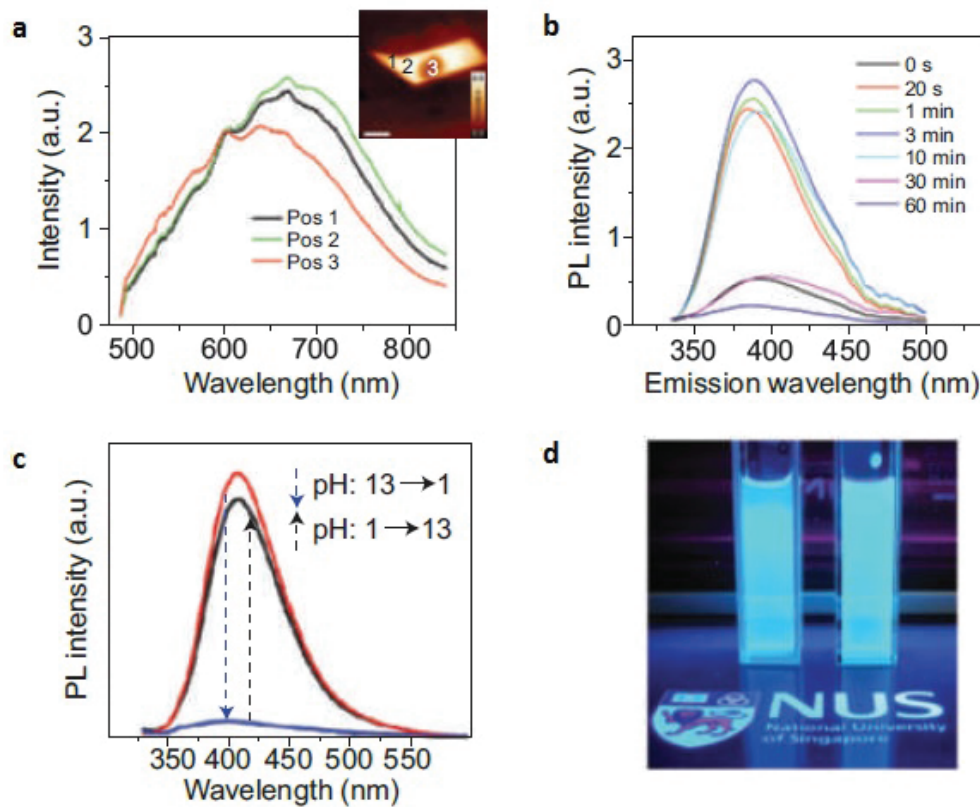 a
3
2
1
0
Intensity (a.u.)
500
600
700
800
Wavelength (nm)
Pos 1
Pos 2
Pos 3
1
2
3
b
3
2
1
0
PL intensity (a.u.)
350
400
450
500
Emission wavelength (nm)
0 s
20 s
1 min
3 min
10 min
30 min
60 min
c
PL intensity (a.u.)
pH: 13→1
pH: 1→13
350
400
450
500
550
Wavelength (nm)
d
NUS
National University
of Singapore